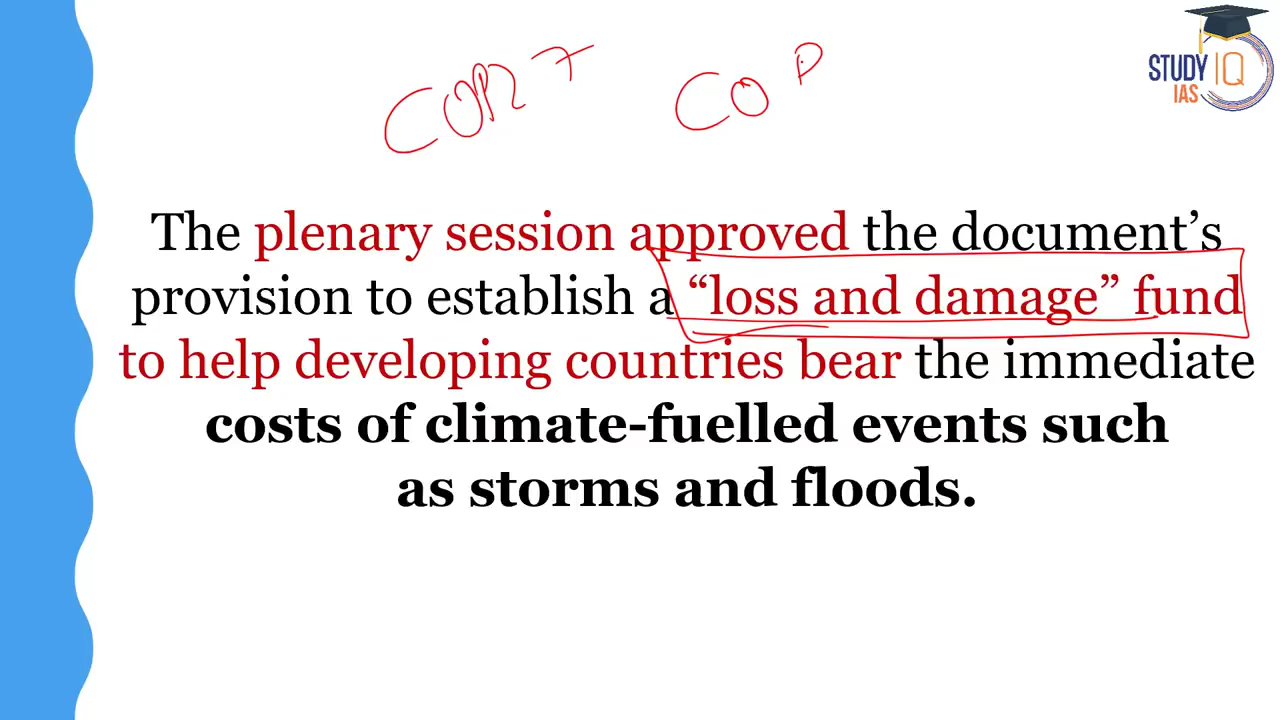 COP27 COP
STUDY IQ
IAS
The plenary session approved the document’s
provision to establish a “loss and damage” fund
to help developing countries bear the immediate
costs of climate-fuelled events such
as storms and floods.